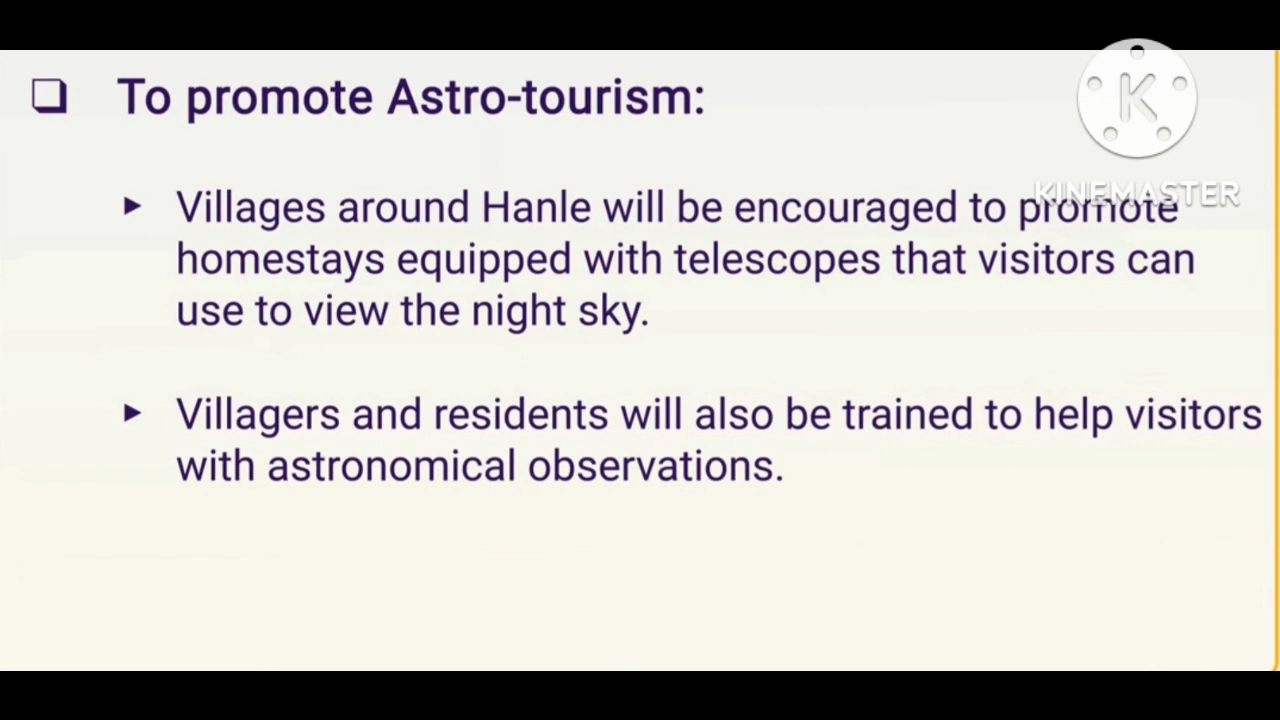 To promote Astro-tourism:
KINEMASTER
Villages around Hanle will be encouraged to promote
homestays equipped with telescopes that visitors can
use to view the night sky.
Villagers and residents will also be trained to help visitors
with astronomical observations.